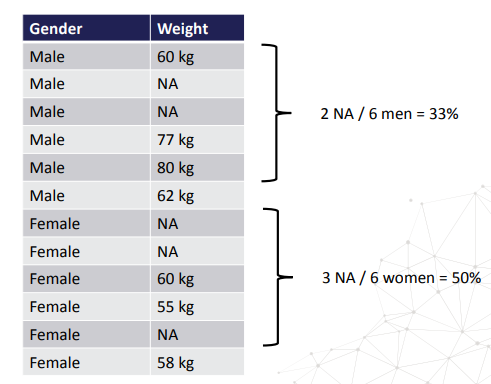 Gender Weight
Male 60 kg
Male NA
Male NA
2 NA / 6 men = 33%
Male 77 kg
Male 80 kg
Male 62 kg
Female NA
Female NA
Female 60 kg
3 NA / 6 women = 50%
Female 55 kg
Female NA
Female 58 kg